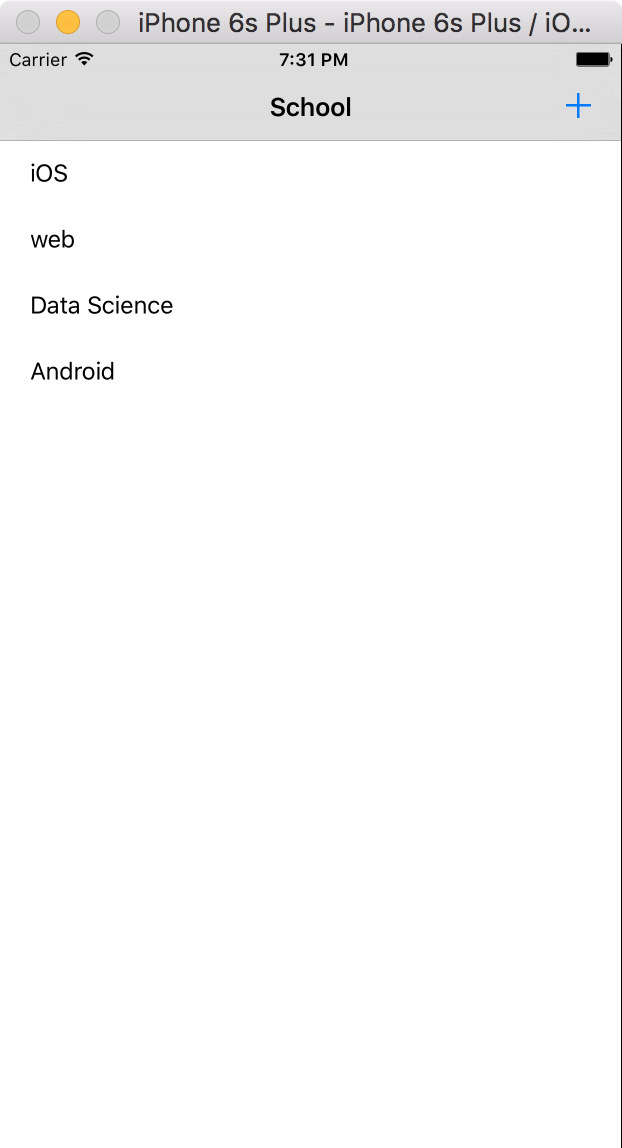 iPhone 6s Plus - iPhone 6s Plus / iO...
Carrier 7:31 PM
School +
iOS
web
Data Science
Android